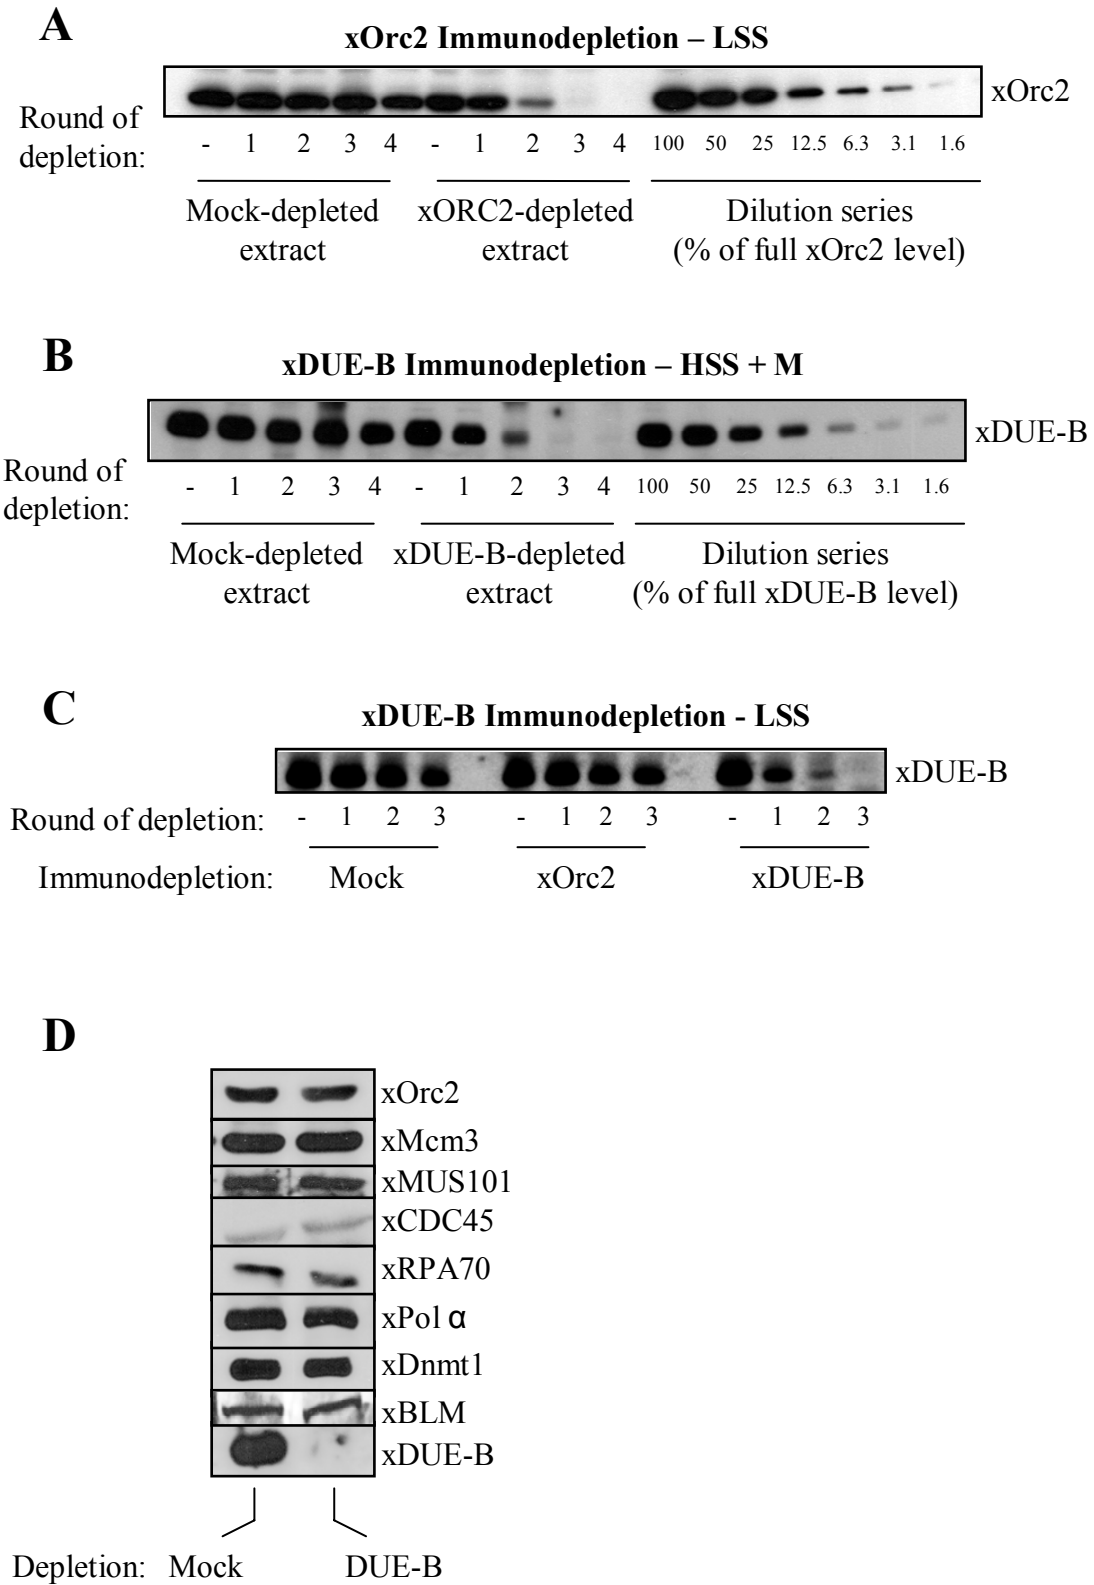 A
xOrc2 Immunodepletion – LSS
xOrc2
Round of
depletion:
- 1 2 3 4 - 1 2 3 4 100 50 25 12.5 6.3 3.1 1.6
Mock-depleted xORC2-depleted Dilution series
extract extract (% of full xOrc2 level)
B
xDUE-B Immunodepletion – HSS + M
xDUE-B
Round of
depletion:
- 1 2 3 4 - 1 2 3 4 100 50 25 12.5 6.3 3.1 1.6
Mock-depleted xDUE-B-depleted Dilution series
extract extract (% of full xDUE-B level)
C
xDUE-B Immunodepletion - LSS
xDUE-B
Round of depletion: - 1 2 3 - 1 2 3 - 1 2 3
Immunodepletion: Mock xOrc2 xDUE-B
D
xOrc2
xMcm3
xMUS101
xCDC45
xRPA70
xPol α
xDnmt1
xBLM
xDUE-B
Depletion: Mock DUE-B